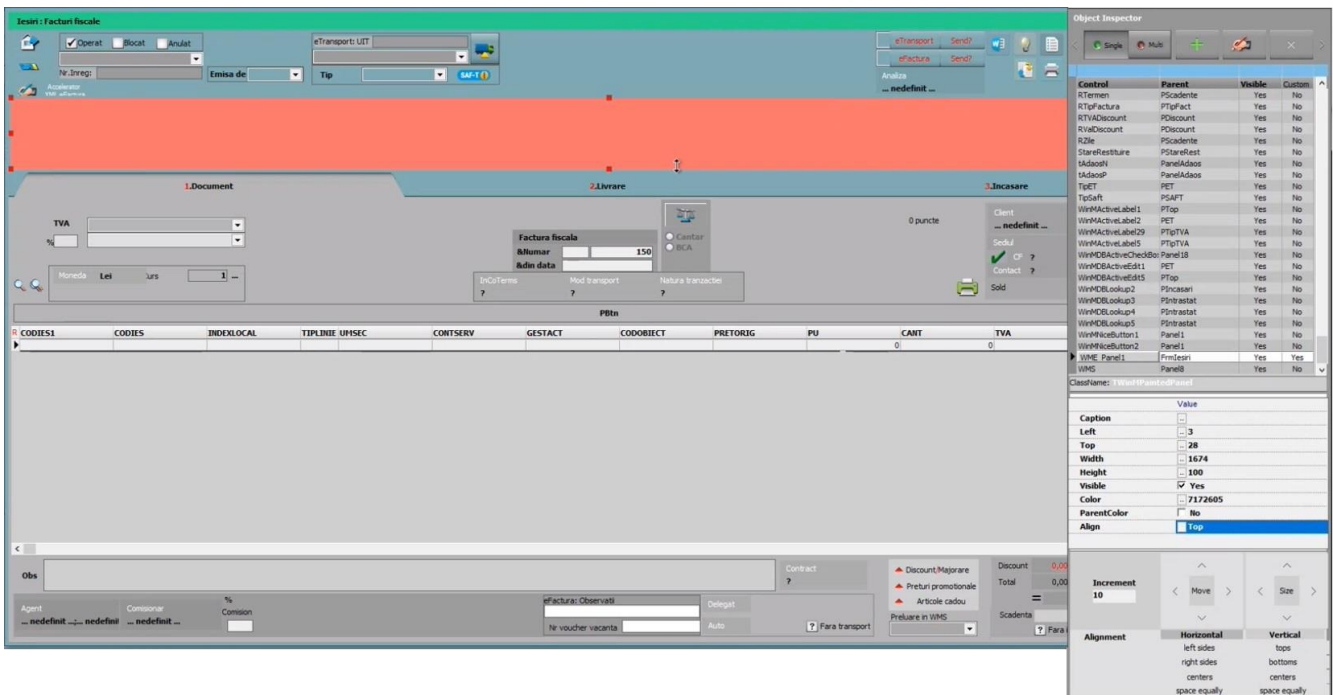 Iesiri : Facturi fiscale
Operat Blocat Anulat
eTransport: UIT
eTransport Send?
eFactura Send?
Nr.Inreg:
Emisa de
Tip
SAF-T
Analiza
... nedefinit ...
Accelerator
XML eFactura
1.Document
2.Livrare
3.Incasare
TVA
%
Factura fiscala
&Numar 150
&din data
Cantar
BCA
0 puncte
Client
... nedefinit ...
Sediul
CF ?
Contact ?
Sold
Moneda Lei urs 1 ...
InCoTerms Mod transport Natura tranzactiei
? ? ?
PBtn
R CODIES1 CODIES INDEXLOCAL TIPLINIE UMSEC CONTSERV GESTACT CODOBIECT PRETORIG PU CANT TVA
0 0
Obs
Contract
?
Discount/Majorare
Preturi promotionale
Articole cadou
Preluare in WMS
Discount 0,00
Total 0,00
=
Scadenta
? Fara i
Agent
... nedefinit ...
Comisionar
... nedefinit ...
%
Comision
eFactura: Observatii
Nr voucher vacanta
Delegat
Auto
? Fara transport
Object Inspector
Single Multi
Control Parent Visible Custom
RTermen PScadente Yes No
RTipFactura PTipFact Yes No
RTVADiscount PDiscount Yes No
RValDiscount PDiscount Yes No
RZile PScadente Yes No
StareRestituire PStareRest Yes No
tAdaosN PanelAdaos Yes No
tAdaosP PanelAdaos Yes No
TipET PET Yes No
TipSaft PSAFT Yes No
WinMActiveLabel1 PTop Yes No
WinMActiveLabel2 PET Yes No
WinMActiveLabel29 PTipTVA Yes No
WinMActiveLabel5 PTipTVA Yes No
WinMDBActiveCheckBo: Panel18 Yes No
WinMDBActiveEdit1 PET Yes No
WinMDBActiveEdit5 PTop Yes No
WinMDBLookup2 PIncasari Yes No
WinMDBLookup3 PIntrastat Yes No
WinMDBLookup4 PIntrastat Yes No
WinMDBLookup5 PIntrastat Yes No
WinMNiceButton1 Panel1 Yes No
WinMNiceButton2 Panel1 Yes No
WME_Panel1 FrmIesiri Yes Yes
WMS Panel8 Yes No
ClassName: TWinMPaintedPanel
Value
Caption ...
Left ... 3
Top ... 28
Width ... 1674
Height ... 100
Visible Yes
Color ... 7172605
ParentColor No
Align Top
Increment
10
Move
Size
Alignment
Horizontal Vertical
left sides tops
right sides bottoms
centers centers
space equally space equally